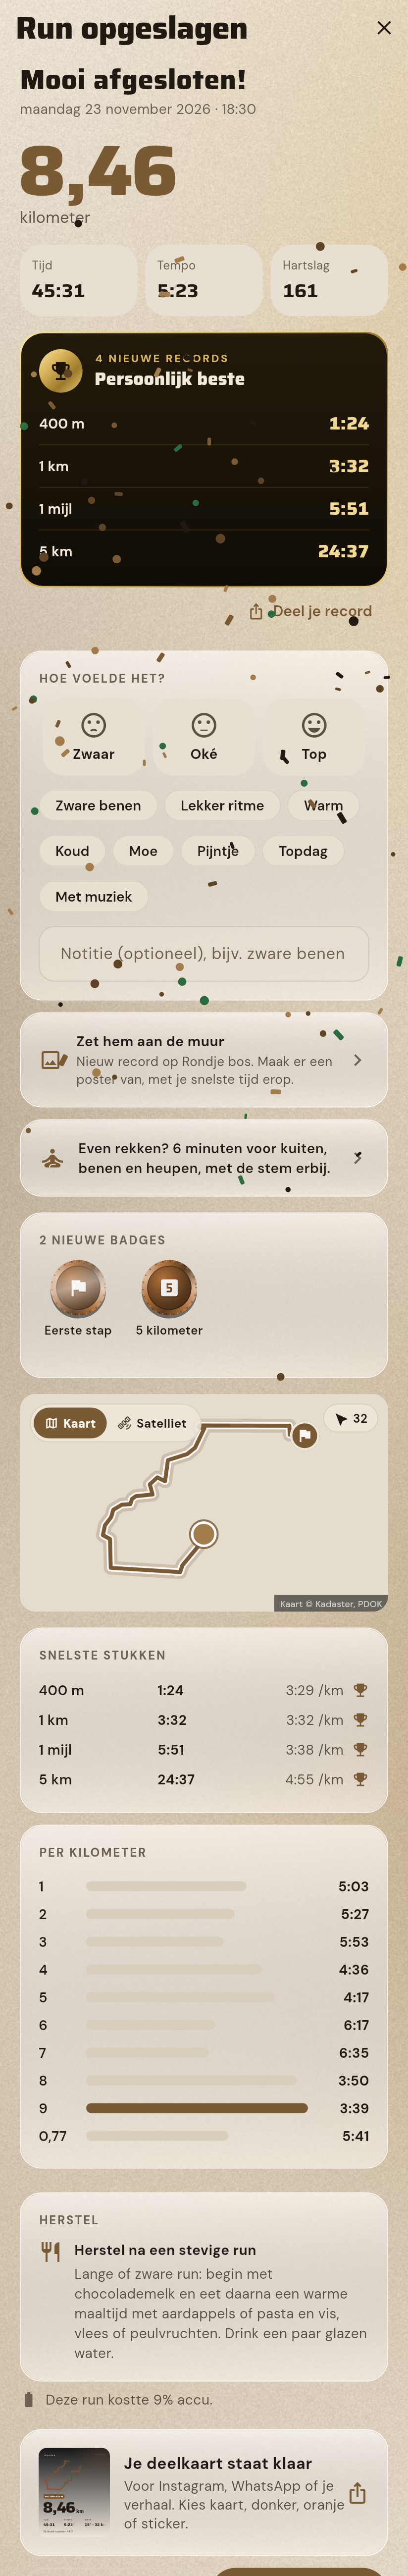 Run opgeslagen
Mooi afgesloten!
maandag 23 november 2026 · 18:30
8,46
kilometer
Tijd
45:31
Tempo
5:23
Hartslag
161
4 NIEUWE RECORDS
Persoonlijk beste
400 m 1:24
1 km 3:32
1 mijl 5:51
5 km 24:37
Deel je record
HOE VOELDE HET?
Zwaar Oké Top
Zware benen Lekker ritme Warm
Koud Moe Pijntje Topdag
Met muziek
Notitie (optioneel), bijv. zware benen
Zet hem aan de muur
Nieuw record op Rondje bos. Maak er een
poster van, met je snelste tijd erop.
Even rekken? 6 minuten voor kuiten,
benen en heupen, met de stem erbij.
2 NIEUWE BADGES
5
Eerste stap 5 kilometer
Kaart Satelliet 32
Kaart © Kadaster, PDOK
SNELSTE STUKKEN
400 m 1:24 3:29 /km
1 km 3:32 3:32 /km
1 mijl 5:51 3:38 /km
5 km 24:37 4:55 /km
PER KILOMETER
1 5:03
2 5:27
3 5:53
4 4:36
5 4:17
6 6:17
7 6:35
8 3:50
9 3:39
0,77 5:41
HERSTEL
Herstel na een stevige run
Lange of zware run: begin met
chocolademelk en eet daarna een warme
maaltijd met aardappels of pasta en vis,
vlees of peulvruchten. Drink een paar glazen
water.
Deze run kostte 9% accu.
Je deelkaart staat klaar
Voor Instagram, WhatsApp of je
verhaal. Kies kaart, donker, oranje
of sticker.
8,46 km